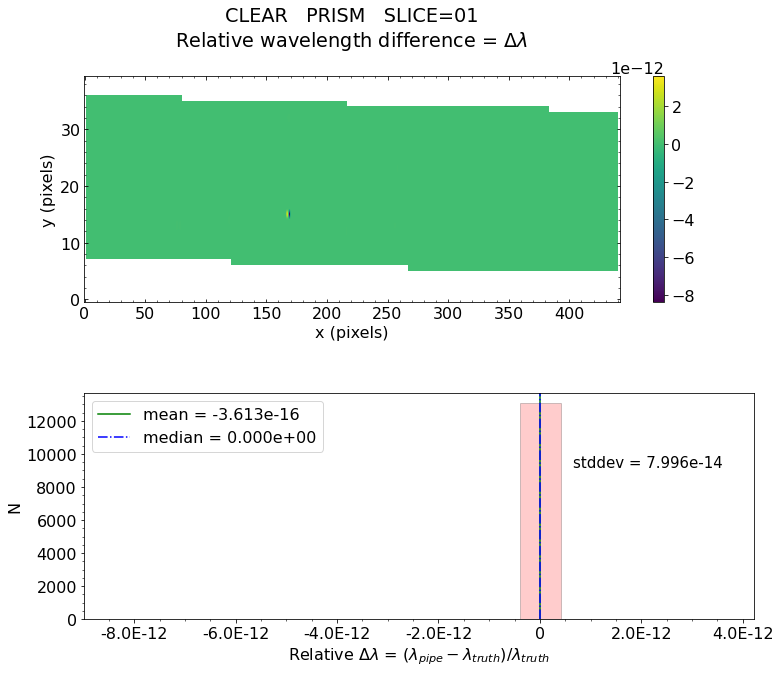 CLEAR   PRISM   SLICE=01
Relative wavelength difference = Δλ
1e−12
y (pixels)
30
20
10
0
0 50 100 150 200 250 300 350 400
x (pixels)
2
0
−2
−4
−6
−8
mean = -3.613e-16
median = 0.000e+00
stddev = 7.996e-14
N
12000
10000
8000
6000
4000
2000
0
-8.0E-12 -6.0E-12 -4.0E-12 -2.0E-12 0 2.0E-12 4.0E-12
Relative Δλ = (λpipe − λtruth)/λtruth